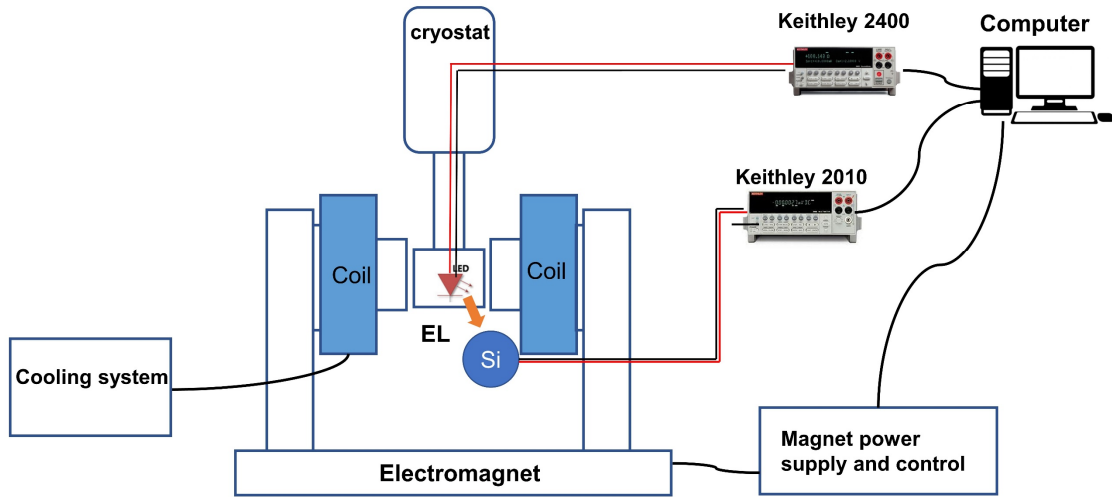 Keithley 2400
Computer
cryostat
Keithley 2010
LED
Coil
Coil
EL
Si
Cooling system
Magnet power
supply and control
Electromagnet